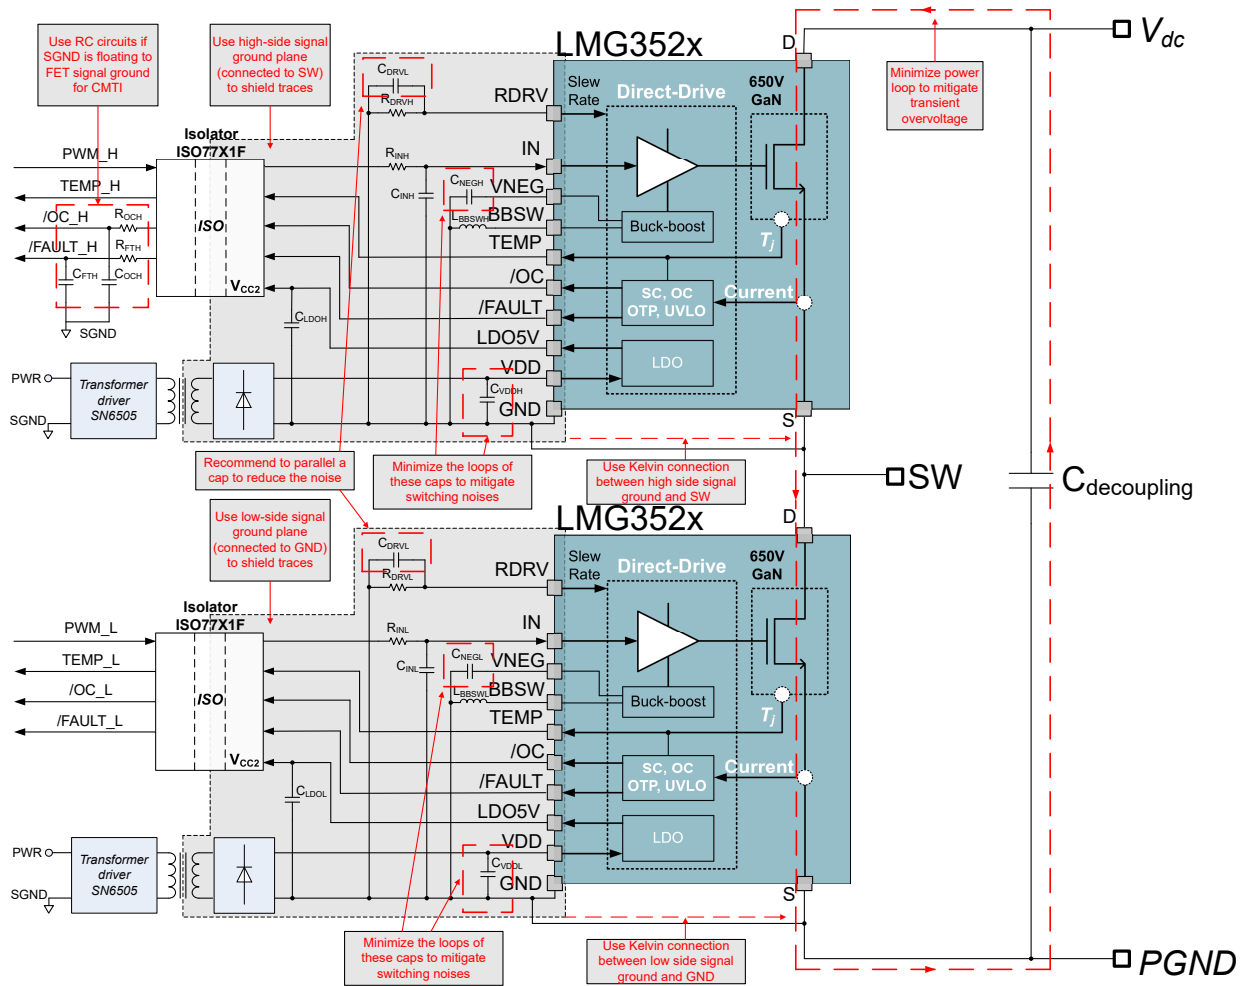 Use RC circuits if
SGND is floating to
FET signal ground
for CMTI
Use high-side signal
ground plane
(connected to SW)
to shield traces
LMG352x
D
V_dc
Minimize power
loop to mitigate
transient
overvoltage
C_DRVL
R_DRVH
RDRV
Slew
Rate
Direct-Drive
650V
GaN
Isolator
ISO77X1F
PWM_H
TEMP_H
/OC_H
/FAULT_H
R_OCH
R_FTH
C_FTH
C_OCH
SGND
ISO
V_CC2
R_INH
C_INH
IN
C_NEGH
VNEG
L_BBSWH
BBSW
Buck-boost
T_j
TEMP
/OC
SC, OC
OTP, UVLO
Current
/FAULT
C_LDOH
LDO5V
LDO
VDD
C_VDDH
GND
S
PWR
SGND
Transformer
driver
SN6505
Recommend to parallel a
cap to reduce the noise
Minimize the loops of
these caps to mitigate
switching noises
Use Kelvin connection
between high side signal
ground and SW
SW
C_decoupling
Use low-side signal
ground plane
(connected to GND)
to shield traces
LMG352x
D
C_DRVL
R_DRVL
RDRV
Slew
Rate
Direct-Drive
650V
GaN
Isolator
ISO77X1F
PWM_L
TEMP_L
/OC_L
/FAULT_L
ISO
V_CC2
R_INL
C_INL
IN
C_NEGL
VNEG
L_BBSWL
BBSW
Buck-boost
T_j
TEMP
/OC
SC, OC
OTP, UVLO
Current
/FAULT
C_LDOL
LDO5V
LDO
VDD
C_VDDL
GND
S
PWR
SGND
Transformer
driver
SN6505
Minimize the loops of
these caps to mitigate
switching noises
Use Kelvin connection
between low side signal
ground and GND
PGND